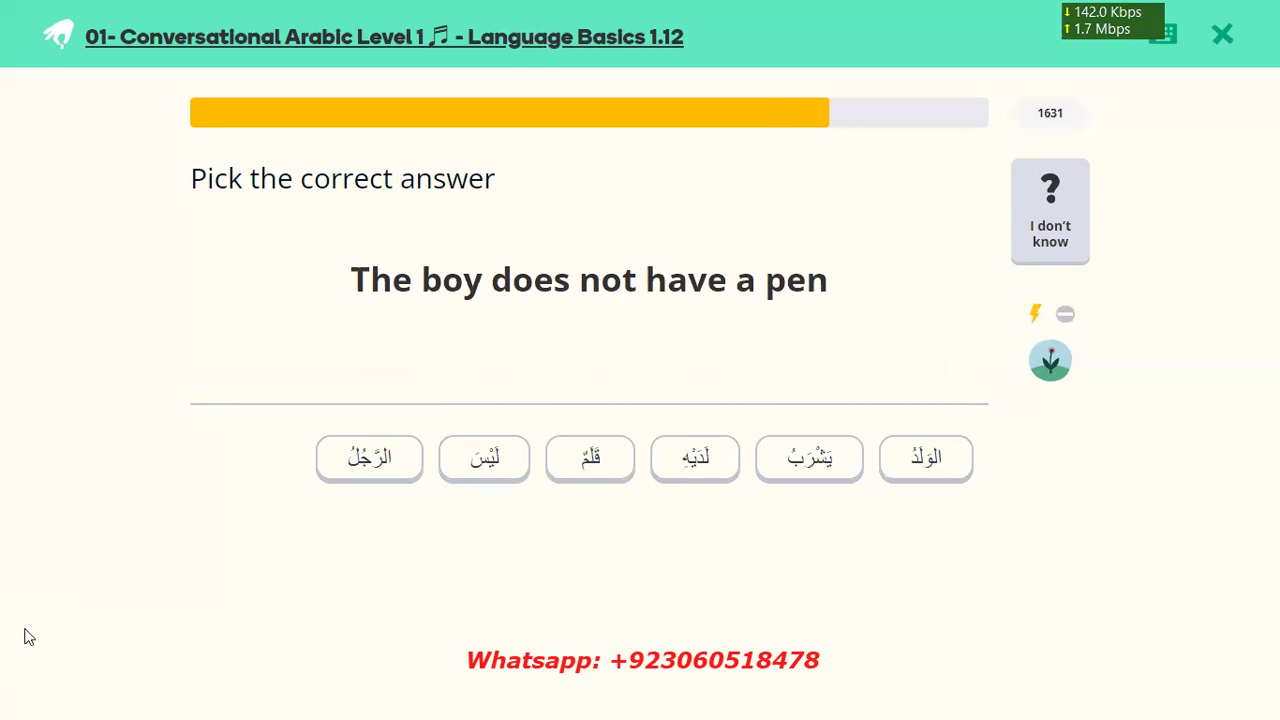 01- Conversational Arabic Level 1 🎵 - Language Basics 1.12
↓ 142.0 Kbps
↑ 1.7 Mbps
1631
Pick the correct answer
?
I don't
know
The boy does not have a pen
الوَلَدُ يَشْرَبُ لَدَيْهِ قَلَمٌ لَيْسَ الرَّجُلُ
Whatsapp: +923060518478